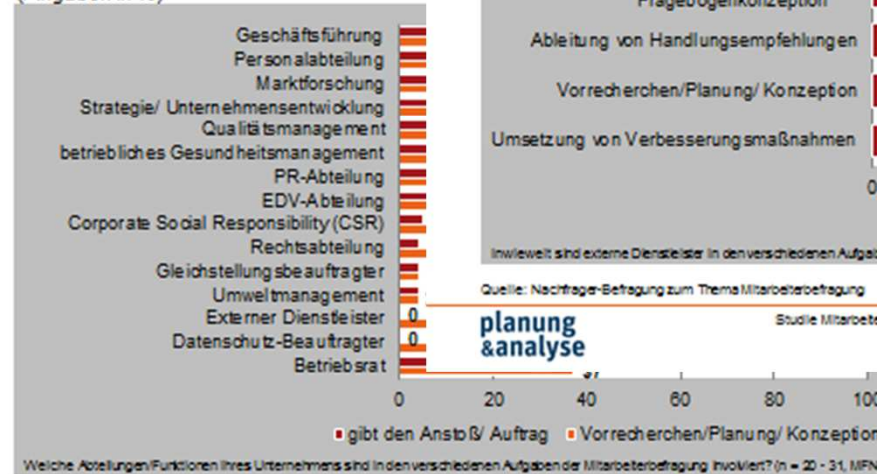 Fragebogenkonzeption
Ableitung von Handlungsempfehlungen
Vorrecherchen/Planung/ Konzeption
Umsetzung von Verbesserungsmaßnahmen
0
Inwieweit sind externe Dienstleister in den verschiedenen
Quelle: Nachfrager-Befragung zum Thema Mitarbeiterbefragung
planung
&analyse
Studie
Geschäftsführung
Personalabteilung
Marktforschung
Strategie/ Unternehmensentwicklung
Qualitätsmanagement
betriebliches Gesundheitsmanagement
PR-Abteilung
EDV-Abteilung
Corporate Social Responsibility (CSR)
Rechtsabteilung
Gleichstellungsbeauftragter
Umweltmanagement
Externer Dienstleister 0
Datenschutz-Beauftragter 0
Betriebsrat
0 20 40 60 80 100
gibt den Anstoß/ Auftrag Vorrecherchen/Planung/ Konzeption
Welche Abteilungen/Funktionen Ihres Unternehmens sind in den verschiedenen Aufgaben der Mitarbeiterbefragung involviert? (n = 20 - 31, MFN